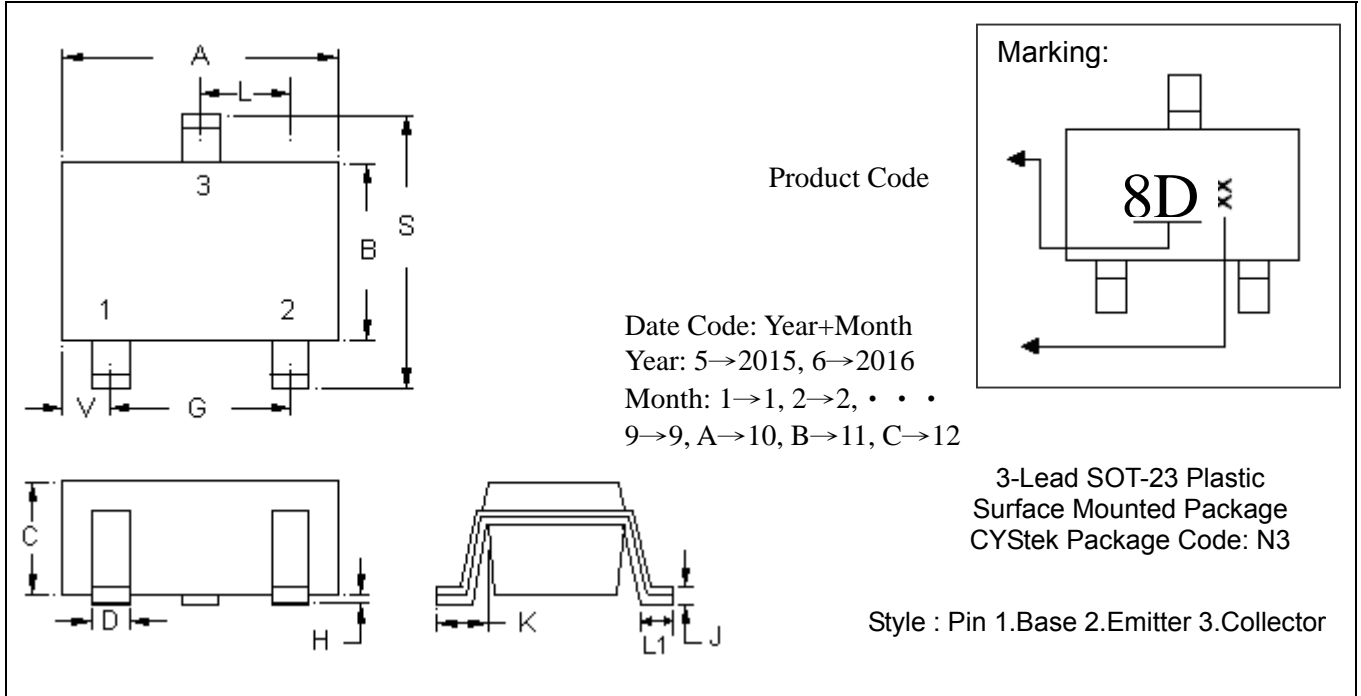 A
L
3
S
B
1
2
V
G
C
D
H
K
L1
J
Marking:
Product Code
8D
XX
Date Code: Year+Month
Year: 5→2015, 6→2016
Month: 1→1, 2→2, • • •
9→9, A→10, B→11, C→12
3-Lead SOT-23 Plastic
Surface Mounted Package
CYStek Package Code: N3
Style : Pin 1.Base 2.Emitter 3.Collector